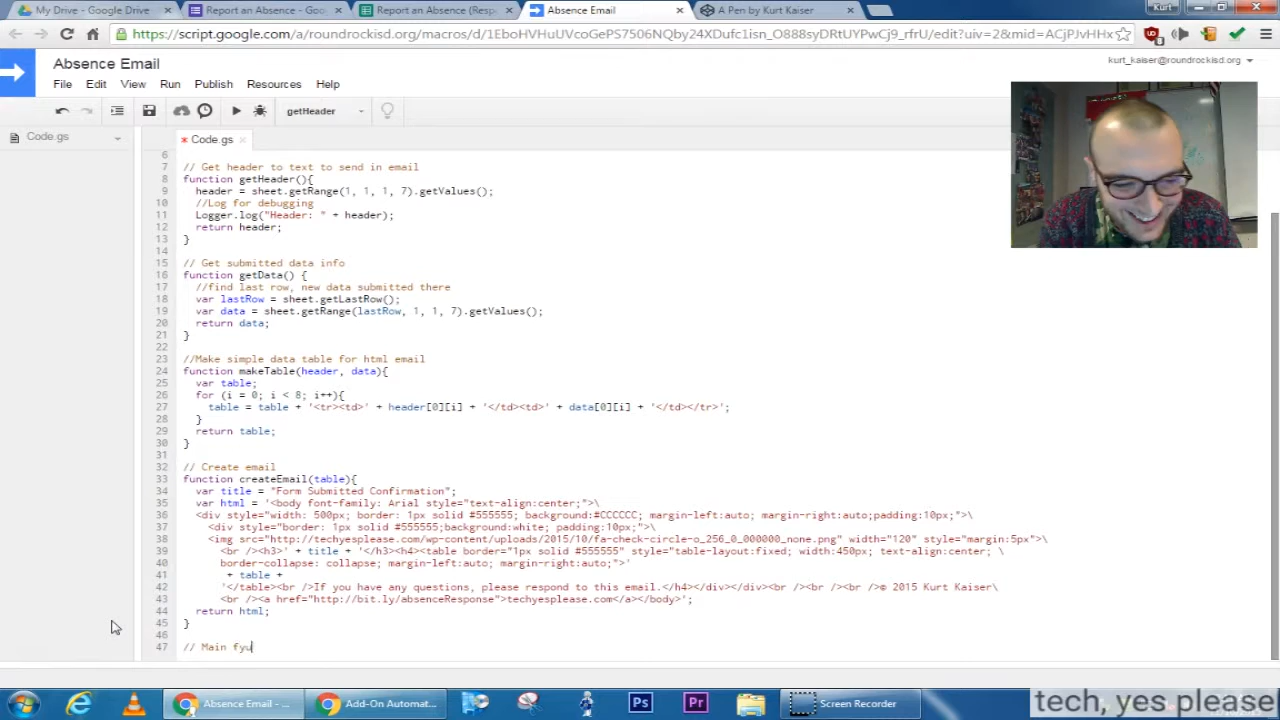 My Drive - Google Drive
Report an Absence - Goo
Report an Absence (Resp
Absence Email
A Pen by Kurt Kaiser
Kurt
Absence Email
kurt_kaiser@roundrockisd.org
File Edit View Run Publish Resources Help
getHeader
Code.gs
* Code.gs
6
7 // Get header to text to send in email
8 function getHeader(){
9 header = sheet.getRange(1, 1, 1, 7).getValues();
10 //Log for debugging
11 Logger.log("Header: " + header);
12 return header;
13 }
14
15 // Get submitted data info
16 function getData() {
17 //find last row, new data submitted there
18 var lastRow = sheet.getLastRow();
19 var data = sheet.getRange(lastRow, 1, 1, 7).getValues();
20 return data;
21 }
22
23 //Make simple data table for html email
24 function makeTable(header, data){
25 var table;
26 for (i = 0; i < 8; i++){
27 table = table + '<tr><td>' + header[0][i] + '</td><td>' + data[0][i] + '</td></tr>';
28 }
29 return table;
30 }
31
32 // Create email
33 function createEmail(table){
34 var title = "Form Submitted Confirmation";
35 var html = '<body font-family: Arial style="text-align:center;">\
36 <div style="width: 500px; border: 1px solid #555555; background:#CCCCCC; margin-left:auto; margin-right:auto;padding:10px;">\
37 <div style="border: 1px solid #555555;background:white; padding:10px;">\
38 <img src="http://techyesplease.com/wp-content/uploads/2015/10/fa-check-circle-o_256_0_000000_none.png" width="120" style="margin:5px">\
39 <br /><h3>' + title + '</h3><h4><table border="1px solid #555555" style="table-layout:fixed; width:450px; text-align:center; \
40 border-collapse: collapse; margin-left:auto; margin-right:auto;">'
41 + table +
42 '</table><br />If you have any questions, please respond to this email.</h4></div></div><br /><br /><br />© 2015 Kurt Kaiser\
43 <br /><a href="http://bit.ly/absenceResponse">techyesplease.com</a></body>';
44 return html;
45 }
46
47 // Main fyu
Absence Email - ...
Add-On Automat...
Ps
Pr
Screen Recorder
tech, yes please